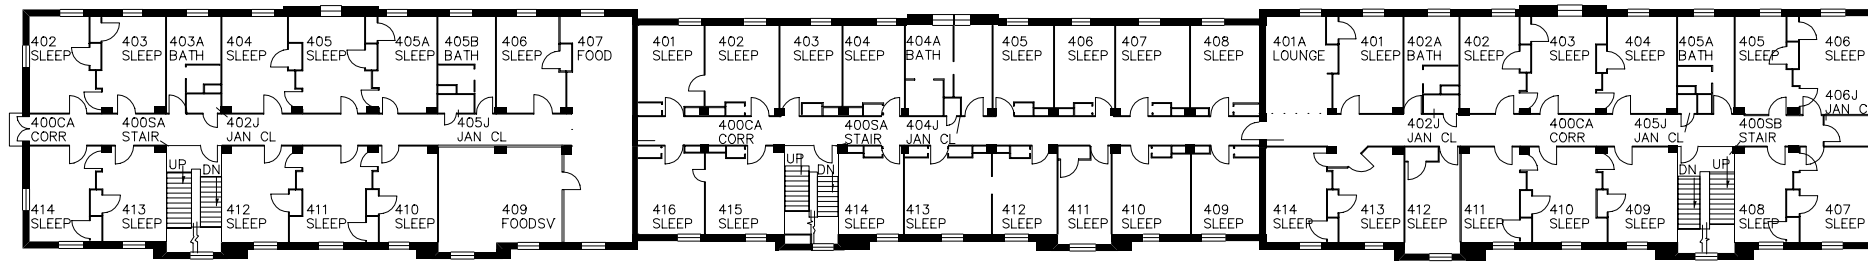 402
SLEEP
403
SLEEP
403A
BATH
404
SLEEP
405
SLEEP
405A
SLEEP
405B
BATH
406
SLEEP
407
FOOD
400CA
CORR
400SA
STAIR
402J
JAN CL
405J
JAN CL
UP
DN
414
SLEEP
413
SLEEP
412
SLEEP
411
SLEEP
410
SLEEP
409
FOODSV
401
SLEEP
402
SLEEP
403
SLEEP
404
SLEEP
404A
BATH
405
SLEEP
406
SLEEP
407
SLEEP
408
SLEEP
400CA
CORR
400SA
STAIR
404J
JAN CL
UP
DN
416
SLEEP
415
SLEEP
414
SLEEP
413
SLEEP
412
SLEEP
411
SLEEP
410
SLEEP
409
SLEEP
401A
LOUNGE
401
SLEEP
402A
BATH
402
SLEEP
403
SLEEP
404
SLEEP
405A
BATH
405
SLEEP
406
SLEEP
406J
JAN C
402J
JAN CL
400CA
CORR
405J
JAN CL
400SB
STAIR
DN
UP
414
SLEEP
413
SLEEP
412
SLEEP
411
SLEEP
410
SLEEP
409
SLEEP
408
SLEEP
407
SLEEP